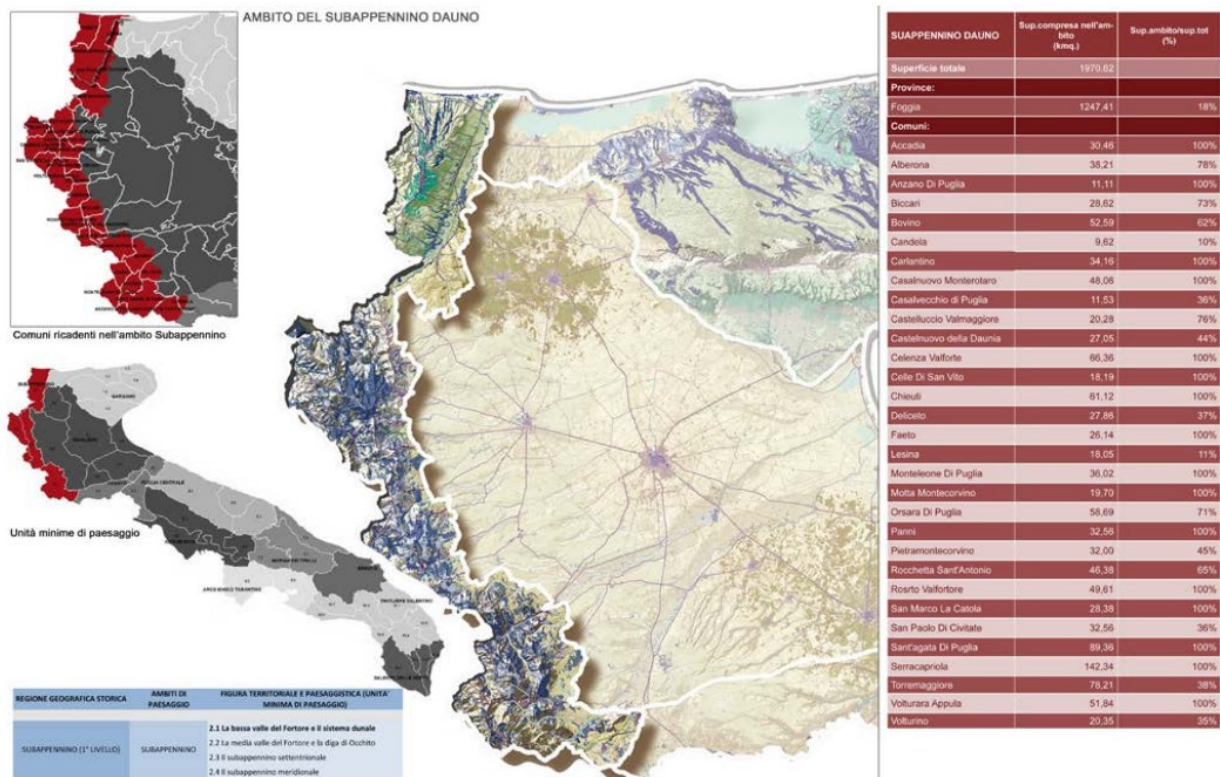 AMBITO DEL SUBAPPENNINO DAUNO
Comuni ricadenti nell'ambito Subappennino
Unità minime di paesaggio
GARGANO
PUGLIA CENTRALE
ARCO IONICO TARANTINO
REGIONE GEOGRAFICA STORICA AMBITI DI PAESAGGIO FIGURA TERRITORIALE E PAESAGGISTICA (UNITA' MINIMA DI PAESAGGIO)
SUBAPPENNINO (1° LIVELLO) SUBAPPENNINO
2.1 La bassa valle del Fortore e il sistema dunale
2.2 La media valle del Fortore e la diga di Occhito
2.3 Il subappennino settentrionale
2.4 Il subappennino meridionale
SUAPPENNINO DAUNO Sup.compresa nell'am-bito (kmq.) Sup.ambito/sup.tot (%)
Superficie totale 1970,62
Province:
Foggia 1247,41 18%
Comuni:
Accadia 30,46 100%
Alberona 38,21 78%
Anzano Di Puglia 11,11 100%
Biccari 28,62 73%
Bovino 52,59 62%
Candela 9,62 10%
Carlantino 34,16 100%
Casalnuovo Monterotaro 48,08 100%
Casalvecchio di Puglia 11,53 36%
Castelluccio Valmaggiore 20,28 76%
Castelnuovo della Daunia 27,05 44%
Celenza Valforte 66,36 100%
Celle Di San Vito 18,19 100%
Chieuti 61,12 100%
Deliceto 27,86 37%
Faeto 26,14 100%
Lesina 18,05 11%
Monteleone Di Puglia 36,02 100%
Motta Montecorvino 19,70 100%
Orsara Di Puglia 58,69 71%
Panni 32,56 100%
Pietramontecorvino 32,00 45%
Rocchetta Sant'Antonio 46,38 65%
Rosrto Valfortore 49,61 100%
San Marco La Catola 28,38 100%
San Paolo Di Civitate 32,56 36%
Sant'agata Di Puglia 89,36 100%
Serracapriola 142,34 100%
Torremaggiore 78,21 38%
Volturara Appula 51,84 100%
Volturino 20,35 35%